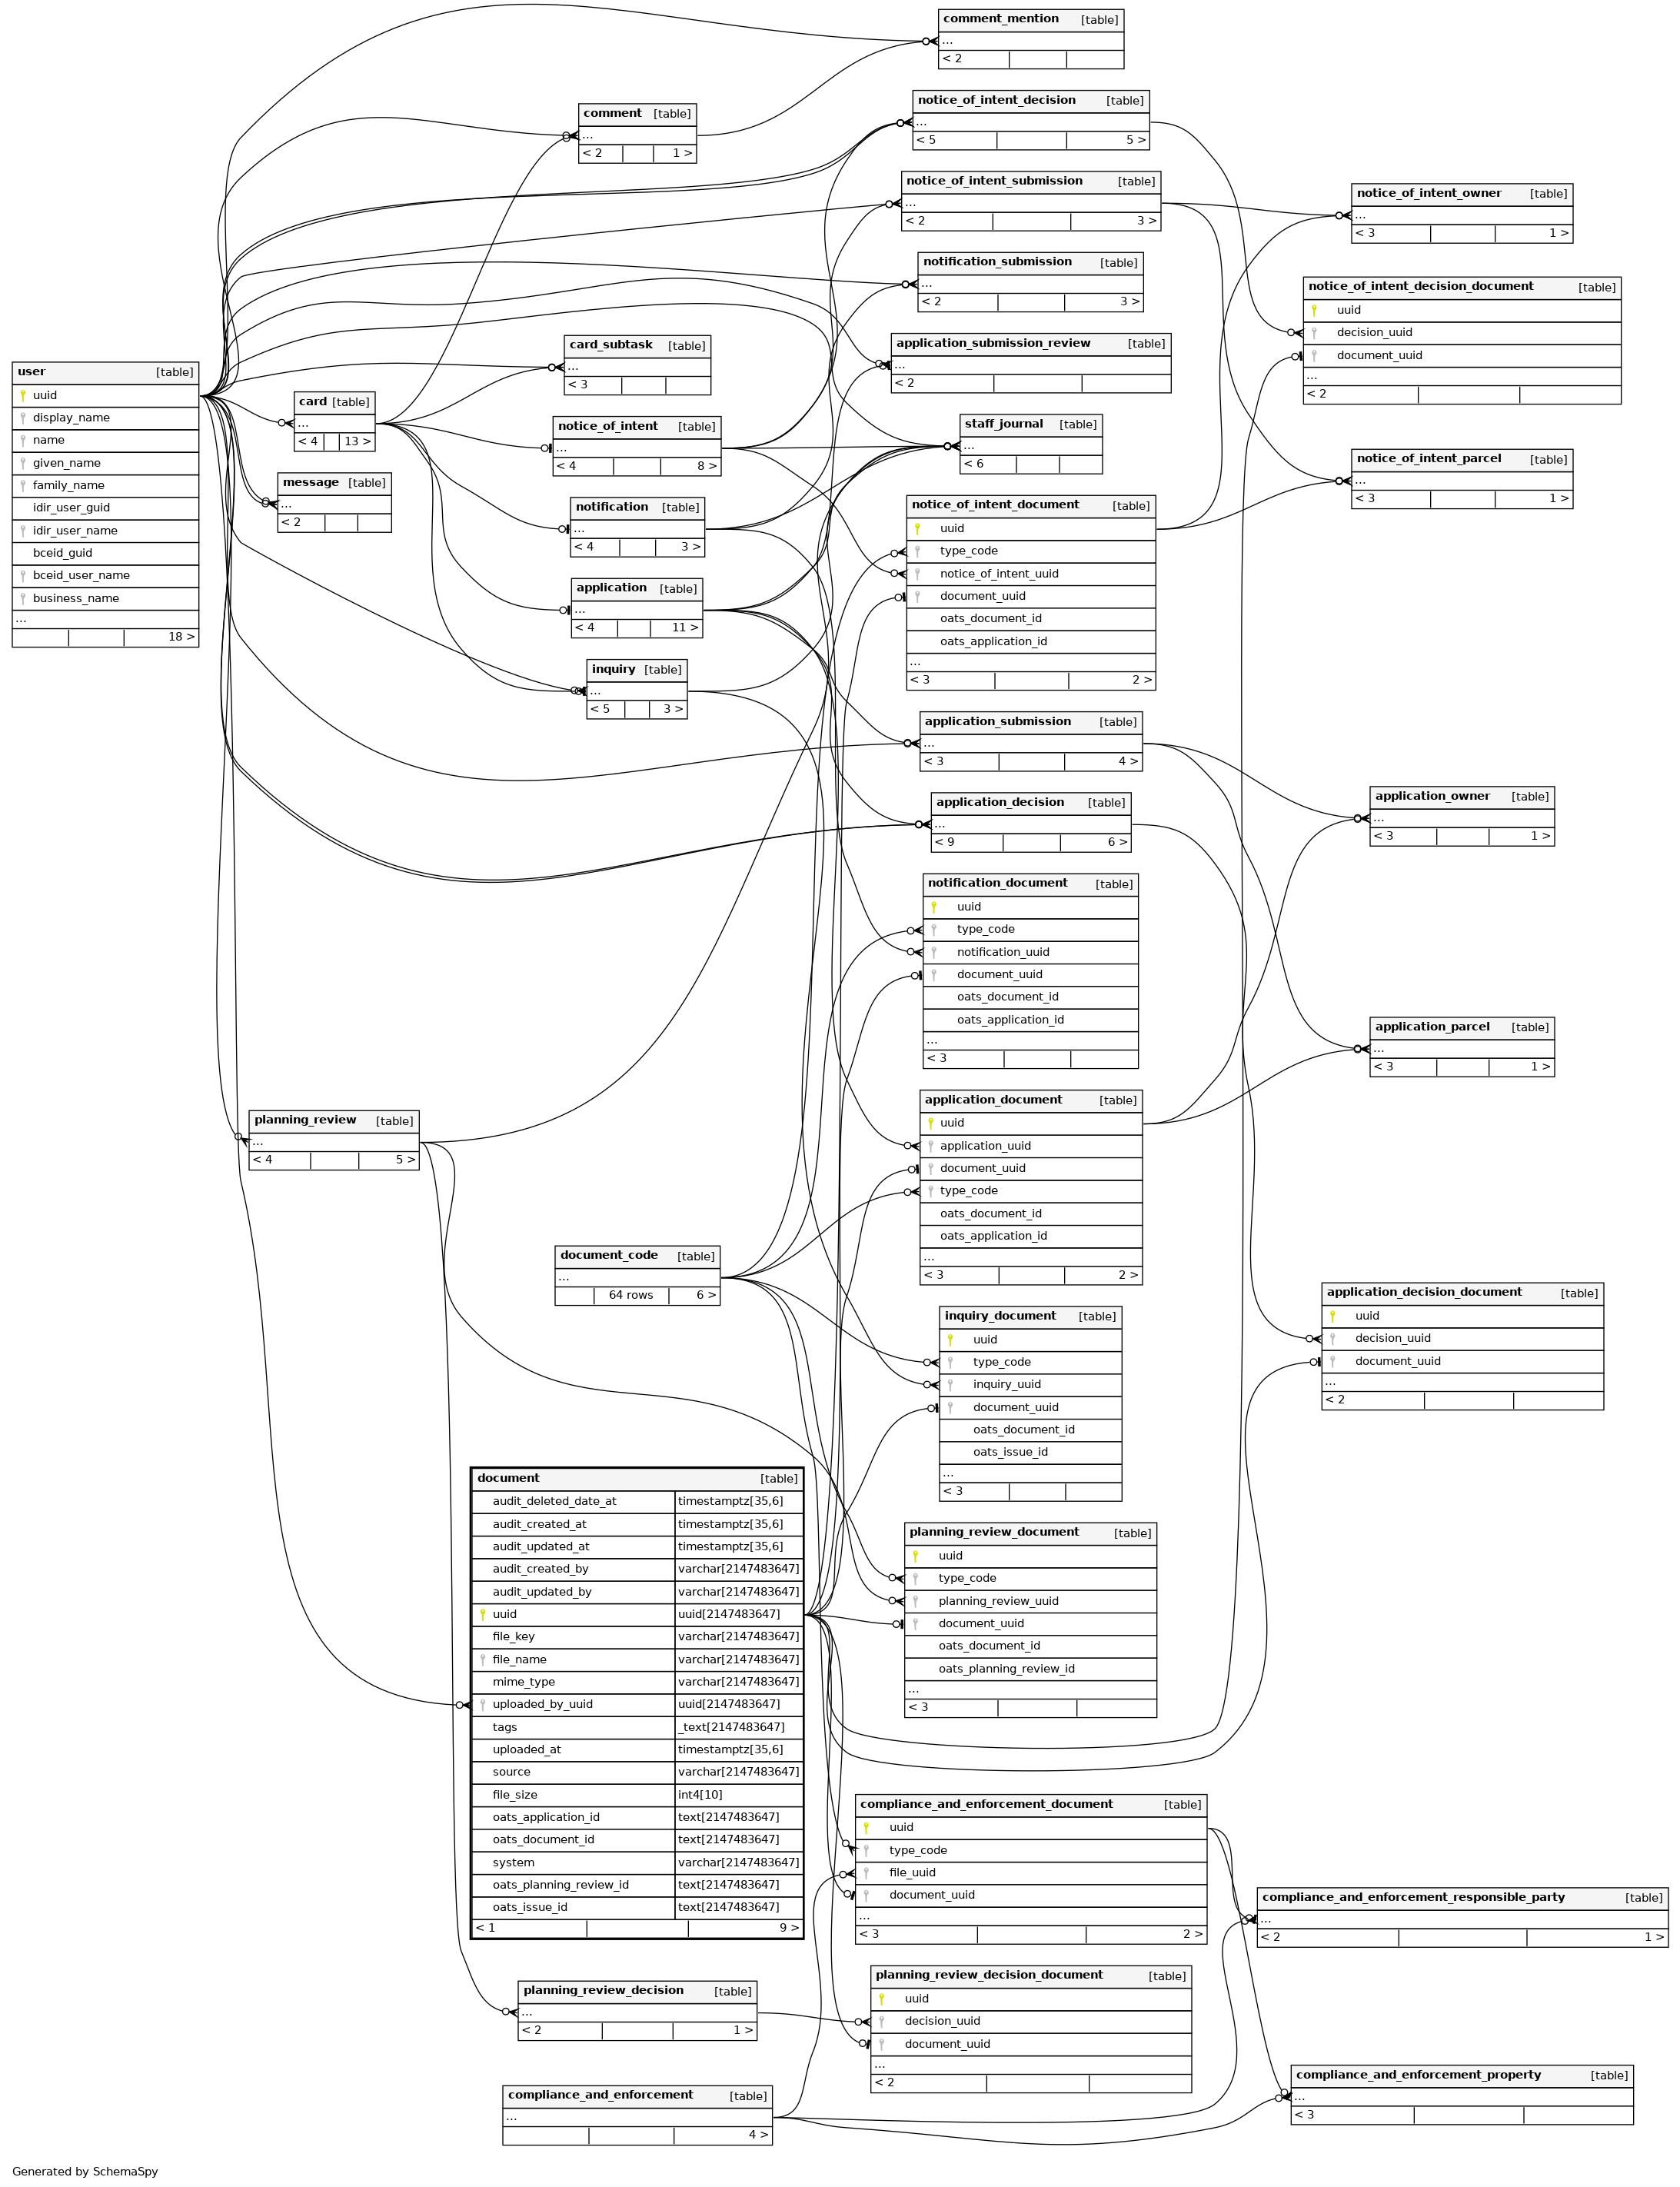 comment_mention [table]
...
< 2
comment [table]
...
< 2 1 >
notice_of_intent_decision [table]
...
< 5 5 >
notice_of_intent_submission [table]
...
< 2 3 >
notice_of_intent_owner [table]
...
< 3 1 >
notification_submission [table]
...
< 2 3 >
notice_of_intent_decision_document [table]
uuid
decision_uuid
document_uuid
...
< 2
card_subtask [table]
...
< 3
application_submission_review [table]
...
< 2
user [table]
uuid
display_name
name
given_name
family_name
idir_user_guid
idir_user_name
bceid_guid
bceid_user_name
business_name
...
18 >
card [table]
...
< 4 13 >
notice_of_intent [table]
...
< 4 8 >
staff_journal [table]
...
< 6
notice_of_intent_parcel [table]
...
< 3 1 >
message [table]
...
< 2
notification [table]
...
< 4 3 >
notice_of_intent_document [table]
uuid
type_code
notice_of_intent_uuid
document_uuid
oats_document_id
oats_application_id
...
< 3 2 >
application [table]
...
< 4 11 >
inquiry [table]
...
< 5 3 >
application_submission [table]
...
< 3 4 >
application_decision [table]
...
< 9 6 >
application_owner [table]
...
< 3 1 >
notification_document [table]
uuid
type_code
notification_uuid
document_uuid
oats_document_id
oats_application_id
...
< 3
application_parcel [table]
...
< 3 1 >
planning_review [table]
...
< 4 5 >
application_document [table]
uuid
application_uuid
document_uuid
type_code
oats_document_id
oats_application_id
...
< 3 2 >
document_code [table]
...
64 rows 6 >
application_decision_document [table]
uuid
decision_uuid
document_uuid
...
< 2
inquiry_document [table]
uuid
type_code
inquiry_uuid
document_uuid
oats_document_id
oats_issue_id
...
< 3
document [table]
audit_deleted_date_at timestamptz[35,6]
audit_created_at timestamptz[35,6]
audit_updated_at timestamptz[35,6]
audit_created_by varchar[2147483647]
audit_updated_by varchar[2147483647]
uuid uuid[2147483647]
file_key varchar[2147483647]
file_name varchar[2147483647]
mime_type varchar[2147483647]
uploaded_by_uuid uuid[2147483647]
tags _text[2147483647]
uploaded_at timestamptz[35,6]
source varchar[2147483647]
file_size int4[10]
oats_application_id text[2147483647]
oats_document_id text[2147483647]
system varchar[2147483647]
oats_planning_review_id text[2147483647]
oats_issue_id text[2147483647]
< 1 9 >
planning_review_document [table]
uuid
type_code
planning_review_uuid
document_uuid
oats_document_id
oats_planning_review_id
...
< 3
compliance_and_enforcement_document [table]
uuid
type_code
file_uuid
document_uuid
...
< 3 2 >
compliance_and_enforcement_responsible_party [table]
...
< 2 1 >
planning_review_decision [table]
...
< 2 1 >
planning_review_decision_document [table]
uuid
decision_uuid
document_uuid
...
< 2
compliance_and_enforcement [table]
...
4 >
compliance_and_enforcement_property [table]
...
< 3
Generated by SchemaSpy